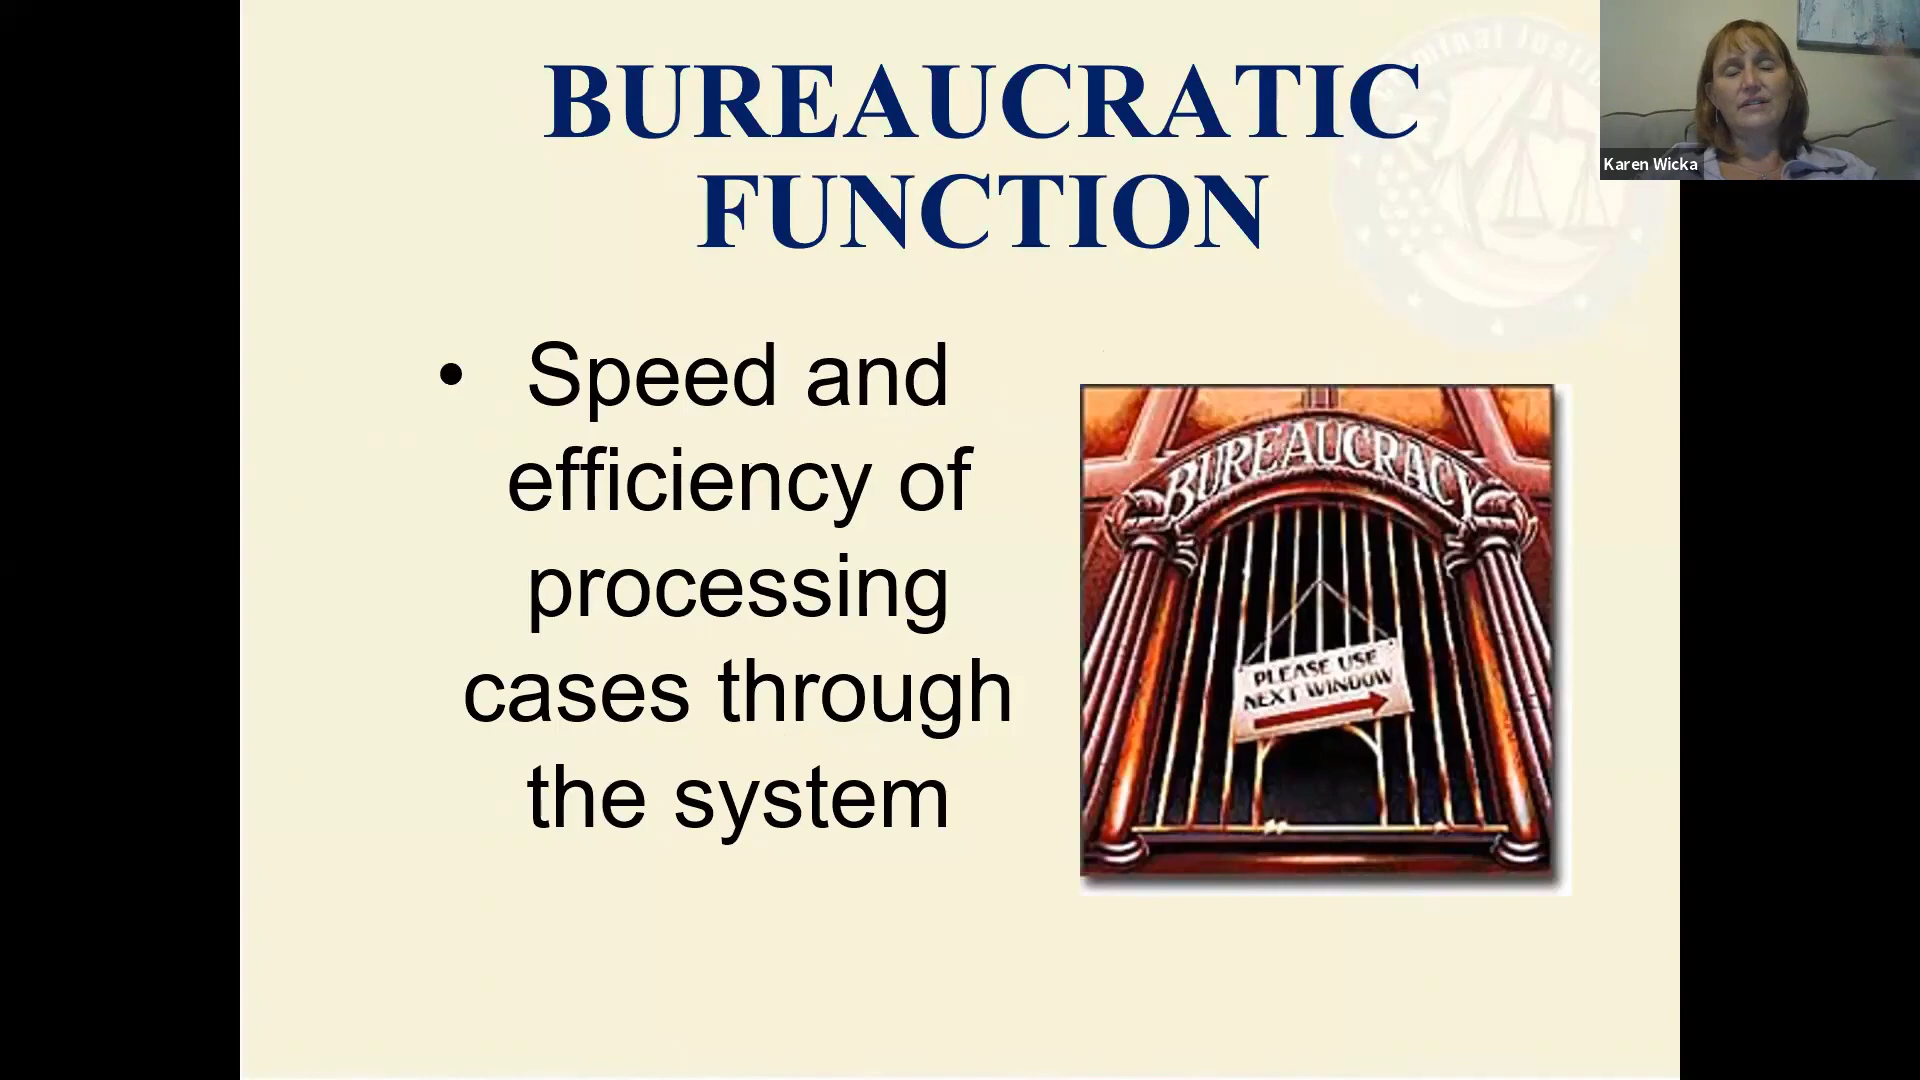 BUREAUCRATIC
FUNCTION
Karen Wicka
• Speed and
efficiency of
processing
cases through
the system
BUREAUCRACY
PLEASE USE
NEXT WINDOW